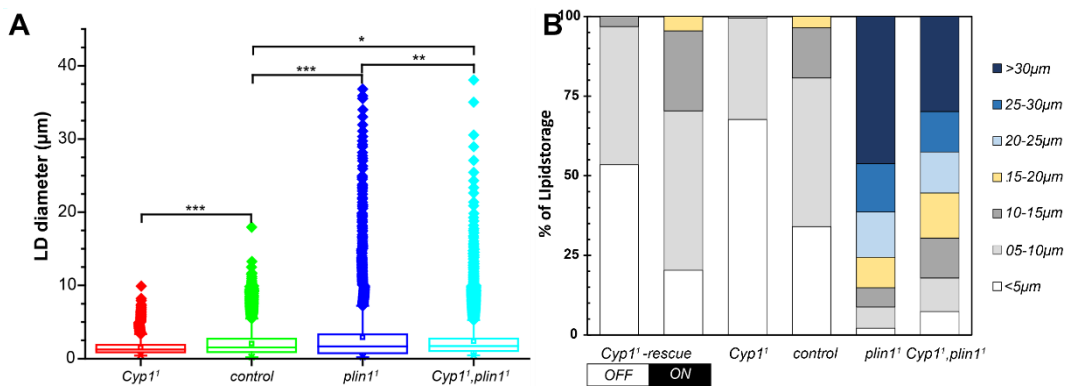 A
LD diameter (µm)
40
30
20
10
0
***
***
*
**
Cyp1¹
control
plin1¹
Cyp1¹,plin1¹
B
% of LIpidstorage
100
75
50
25
0
Cyp1¹-rescue
OFF ON
Cyp1¹
control
plin1¹
Cyp1¹,plin1¹
>30µm
25-30µm
20-25µm
15-20µm
10-15µm
05-10µm
<5µm